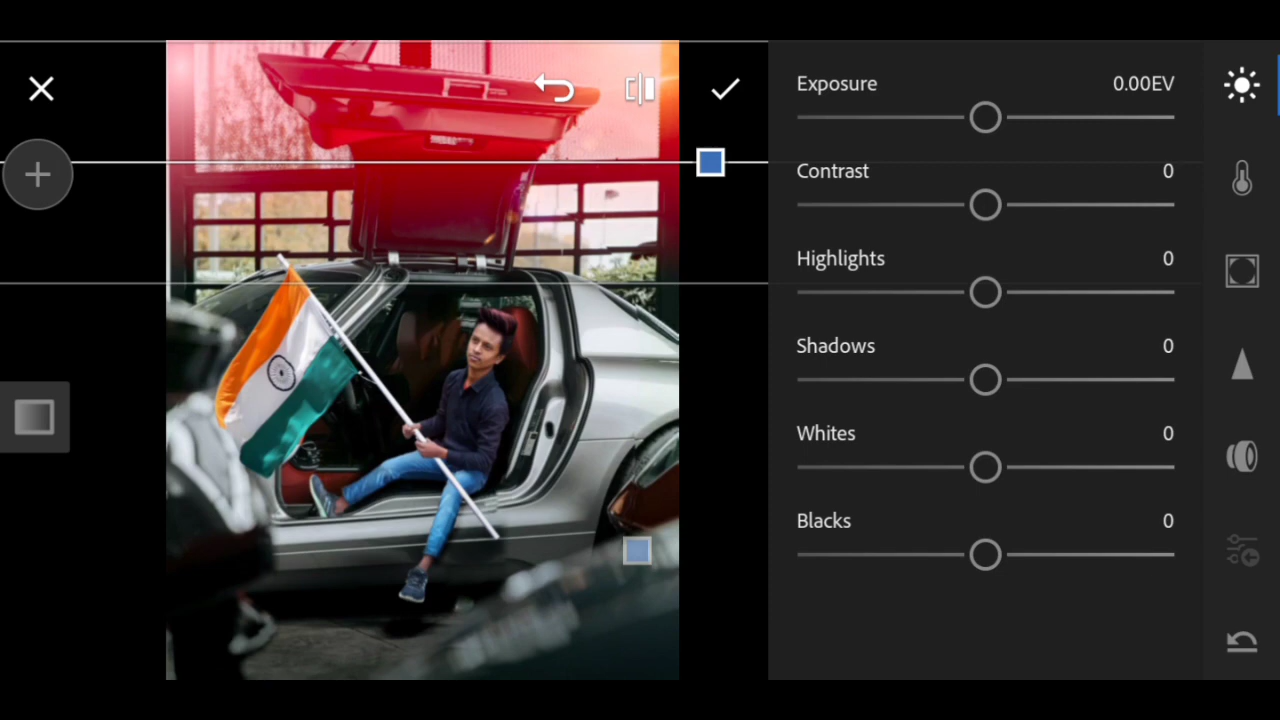 Exposure 0.00EV
Contrast 0
Highlights 0
Shadows 0
Whites 0
Blacks 0